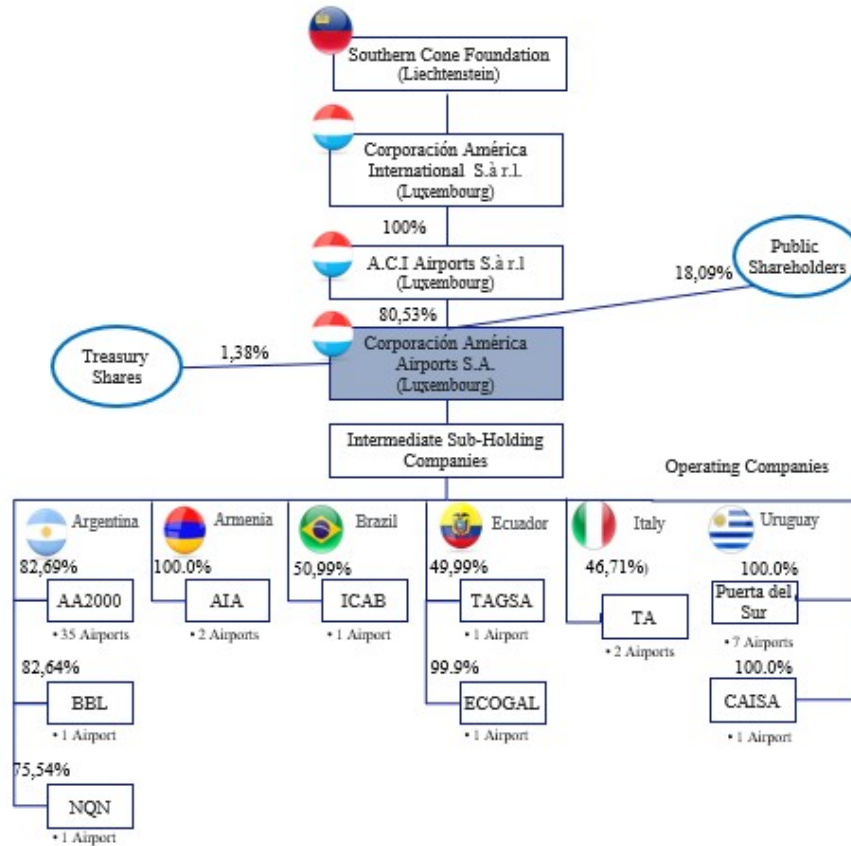 Southern Cone Foundation
(Liechtenstein)
Corporación América
International S.à r.l.
(Luxembourg)
100%
A.C.I Airports S.à r.l
(Luxembourg)
Public
Shareholders
18,09%
80,53%
Treasury
Shares
1,38%
Corporación América
Airports S.A.
(Luxembourg)
Intermediate Sub-Holding
Companies
Operating Companies
Argentina
82,69%
AA2000
• 35 Airports
82,64%
BBL
• 1 Airport
75,54%
NQN
• 1 Airport
Armenia
100.0%
AIA
• 2 Airports
Brazil
50,99%
ICAB
• 1 Airport
Ecuador
49,99%
TAGSA
• 1 Airport
99.9%
ECOGAL
• 1 Airport
Italy
46,71%)
TA
• 2 Airports
Uruguay
100.0%
Puerta del
Sur
• 7 Airports
100.0%
CAISA
• 1 Airport